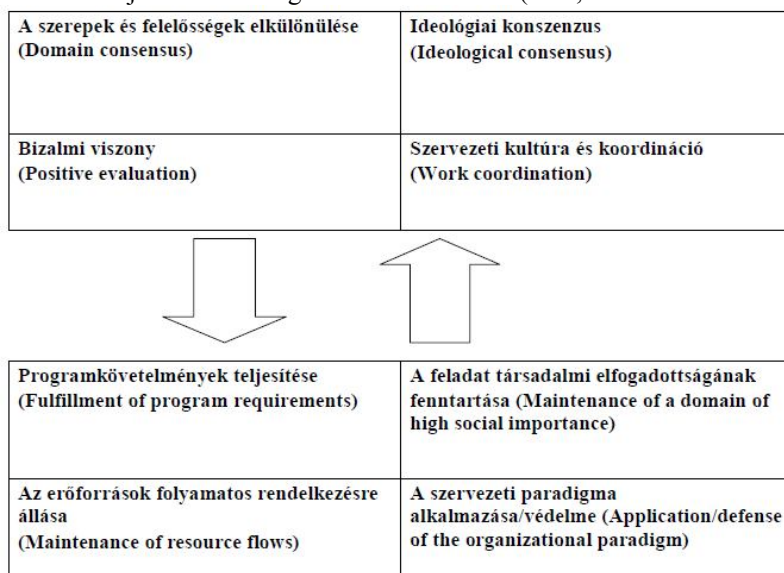 A szerepek és felelősségek elkülönülése
(Domain consensus)
Ideológiai konszenzus
(Ideological consensus)
Bizalmi viszony
(Positive evaluation)
Szervezeti kultúra és koordináció
(Work coordination)
Programkövetelmények teljesítése
(Fulfillment of program requirements)
A feladat társadalmi elfogadottságának
fenntartása (Maintenance of a domain of
high social importance)
Az erőforrások folyamatos rendelkezésre
állása
(Maintenance of resource flows)
A szervezeti paradigma
alkalmazása/védelme (Application/defense
of the organizational paradigm)